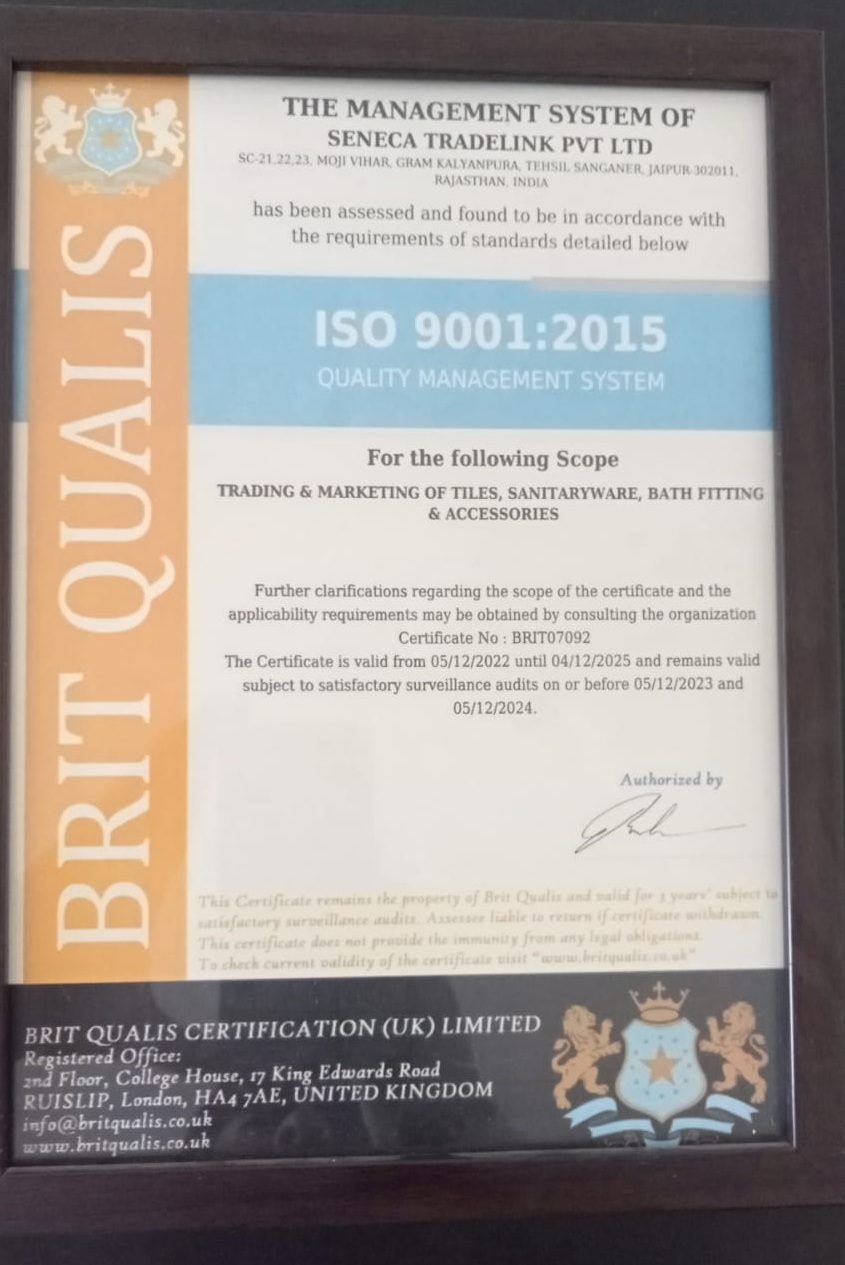 THE MANAGEMENT SYSTEM OF
SENECA TRADELINK PVT LTD
SC-21,22,23, MOJI VIHAR, GRAM KALYANPURA, TEHSIL SANGANER, JAIPUR-302011,
RAJASTHAN, INDIA
has been assessed and found to be in accordance with
the requirements of standards detailed below
ISO 9001:2015
QUALITY MANAGEMENT SYSTEM
For the following Scope
TRADING & MARKETING OF TILES, SANITARYWARE, BATH FITTING
& ACCESSORIES
Further clarifications regarding the scope of the certificate and the
applicability requirements may be obtained by consulting the organization
Certificate No : BRIT07092
The Certificate is valid from 05/12/2022 until 04/12/2025 and remains valid
subject to satisfactory surveillance audits on or before 05/12/2023 and
05/12/2024.
Authorized by
This Certificate remains the property of Brit Qualis and valid for 3 years' subject to
satisfactory surveillance audits. Assessee liable to return if certificate withdrawn.
This certificate does not provide the immunity from any legal obligations.
To check current validity of the certificate visit "www.britqualis.co.uk"
BRIT QUALIS
BRIT QUALIS CERTIFICATION (UK) LIMITED
Registered Office:
2nd Floor, College House, 17 King Edwards Road
RUISLIP, London, HA4 7AE, UNITED KINGDOM
info@britqualis.co.uk
www.britqualis.co.uk